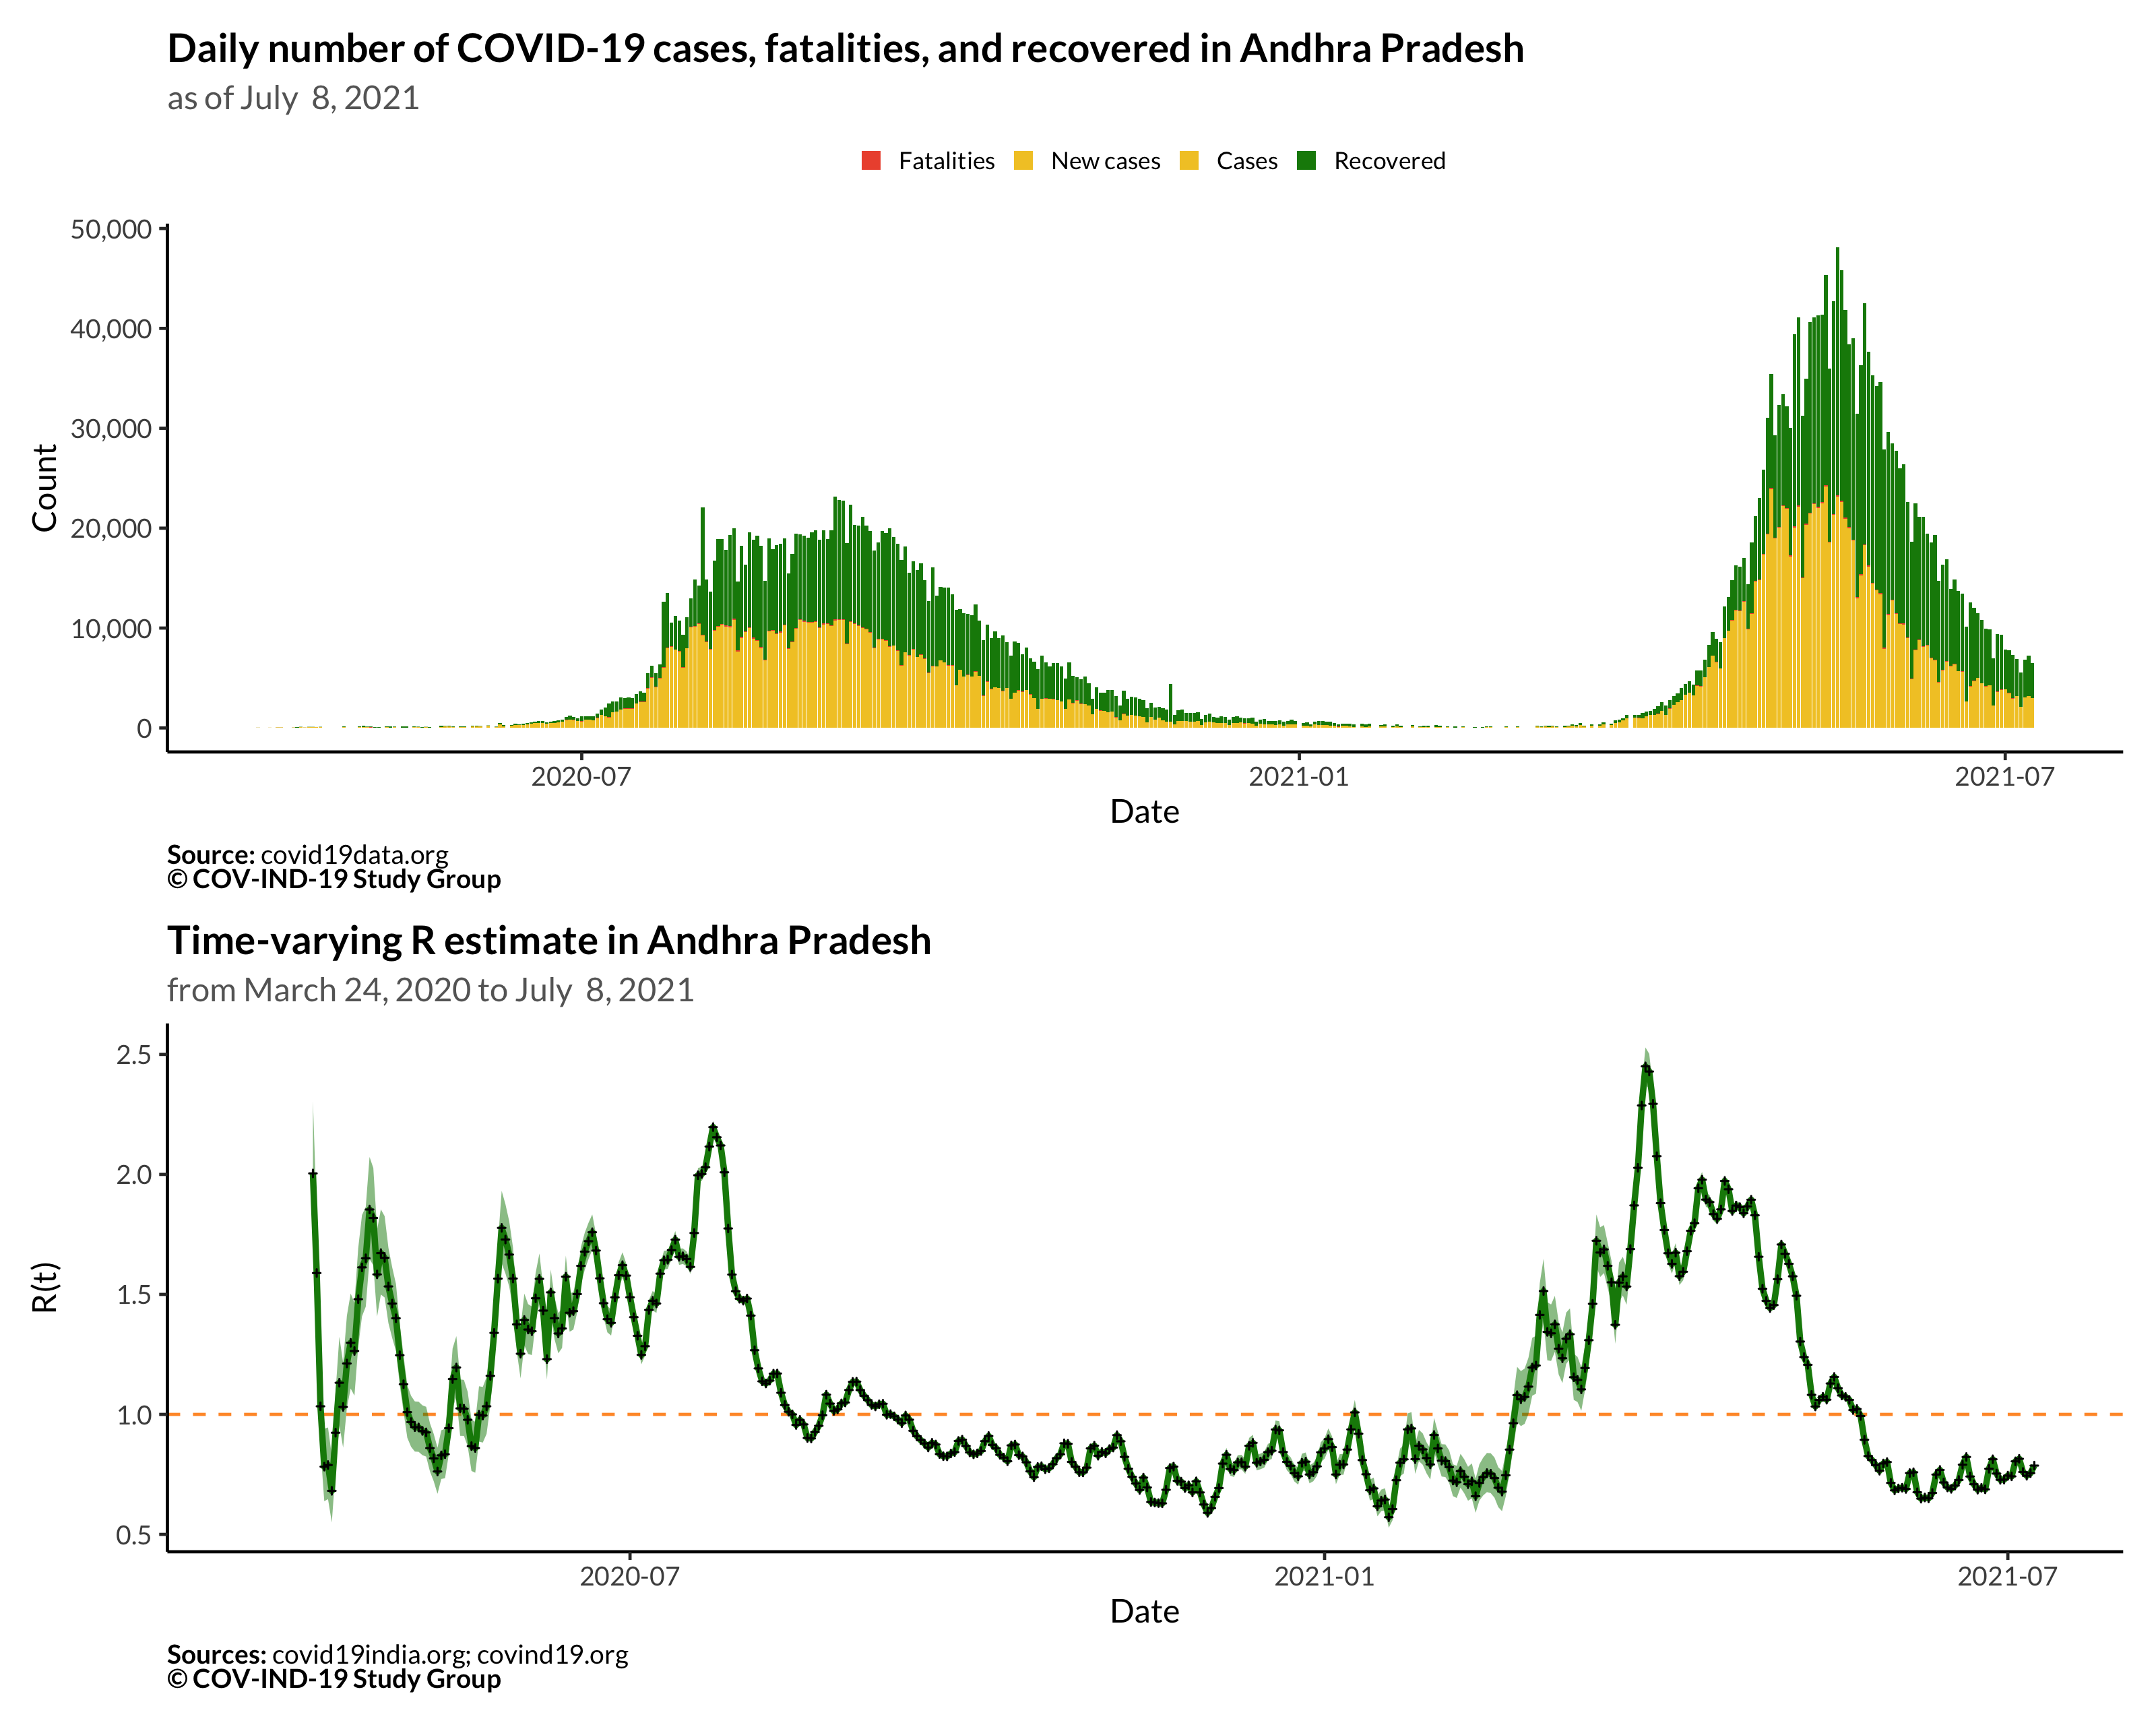 Daily number of COVID-19 cases, fatalities, and recovered in Andhra Pradesh
as of July  8, 2021
Fatalities New cases Cases Recovered
50,000
40,000
30,000
20,000
10,000
0
Count
2020-07 2021-01 2021-07
Date
Source: covid19data.org
© COV-IND-19 Study Group
Time-varying R estimate in Andhra Pradesh
from March 24, 2020 to July  8, 2021
2.5
2.0
1.5
1.0
0.5
R(t)
2020-07 2021-01 2021-07
Date
Sources: covid19india.org; covind19.org
© COV-IND-19 Study Group